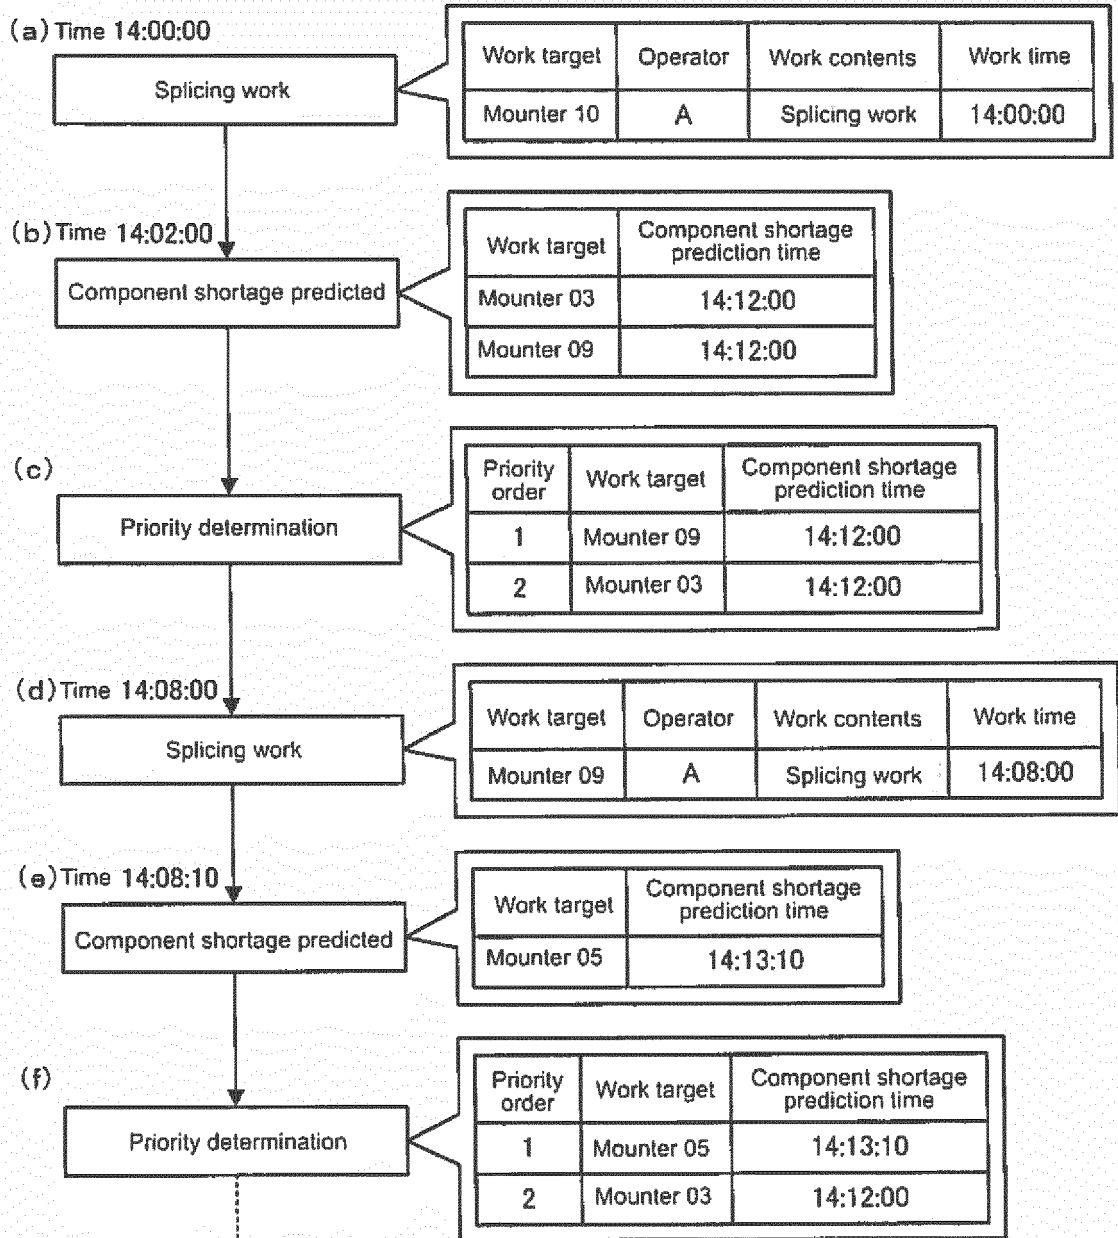 (a) Time 14:00:00
Splicing work
Work target Operator Work contents Work time
Mounter 10 A Splicing work 14:00:00
(b) Time 14:02:00
Component shortage predicted
Work target Component shortage
prediction time
Mounter 03 14:12:00
Mounter 09 14:12:00
(c)
Priority determination
Priority
order Work target Component shortage
prediction time
1 Mounter 09 14:12:00
2 Mounter 03 14:12:00
(d) Time 14:08:00
Splicing work
Work target Operator Work contents Work time
Mounter 09 A Splicing work 14:08:00
(e) Time 14:08:10
Component shortage predicted
Work target Component shortage
prediction time
Mounter 05 14:13:10
(f)
Priority determination
Priority
order Work target Component shortage
prediction time
1 Mounter 05 14:13:10
2 Mounter 03 14:12:00